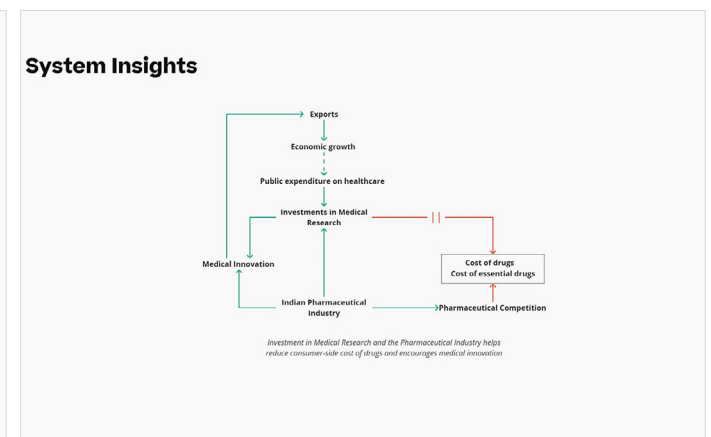 System Insights
Exports
Economic growth
Public expenditure on healthcare
Investments in Medical
Research
Medical Innovation
Cost of drugs
Cost of essential drugs
Indian Pharmaceutical
Industry
Pharmaceutical Competition
Investment in Medical Research and the Pharmaceutical Industry helps
reduce consumer-side cost of drugs and encourages medical innovation